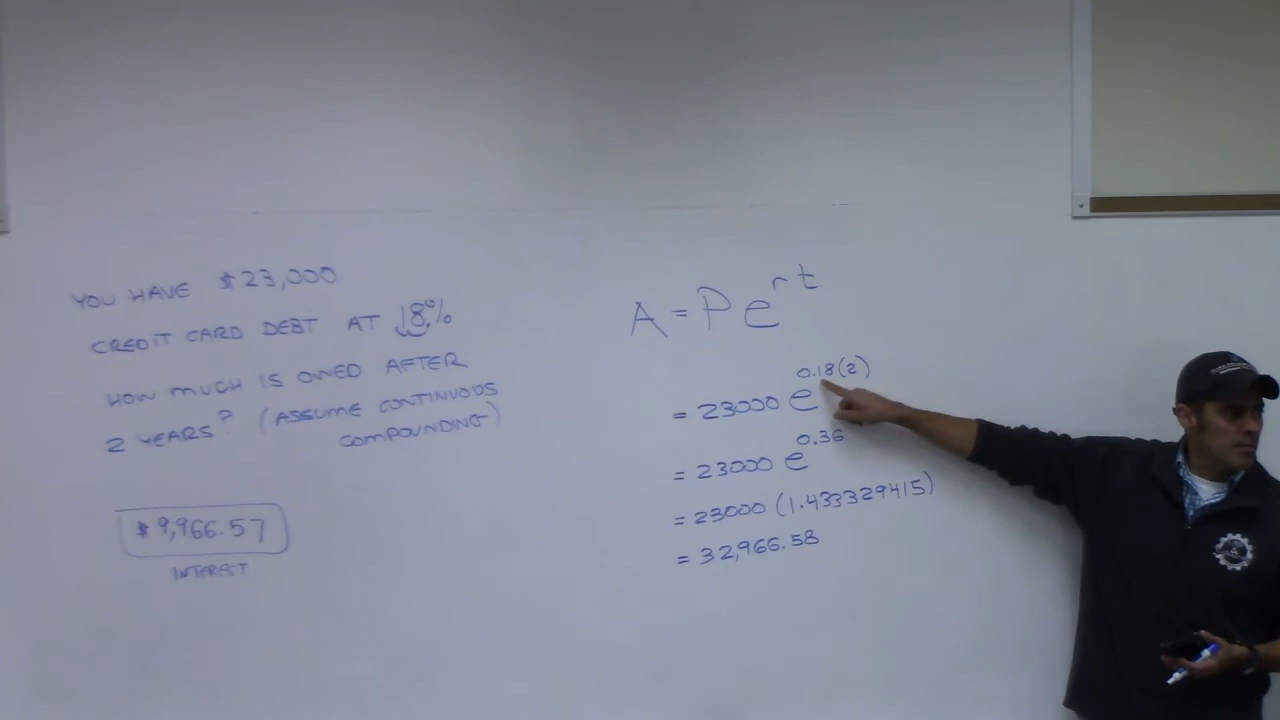 YOU HAVE $23,000
CREDIT CARD DEBT AT 18%
HOW MUCH IS OWED AFTER
2 YEARS? (ASSUME CONTINUOUS
COMPOUNDING)
$9,966.57
INTEREST
A = Pe^rt
= 23000 e^0.18(2)
= 23000 e^0.36
= 23000 (1.433329415)
= 32,966.58